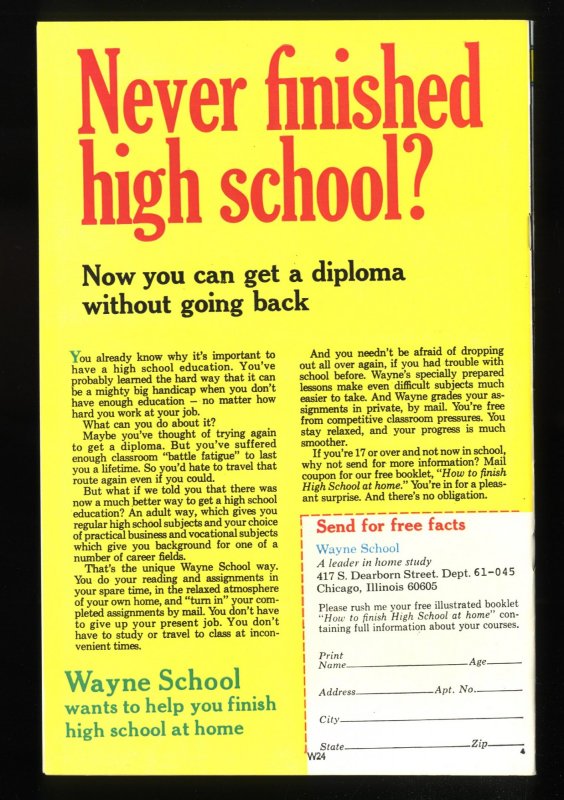 Never finished
high school?
Now you can get a diploma
without going back
You already know why it's important to
have a high school education. You've
probably learned the hard way that it can
be a mighty big handicap when you don't
have enough education – no matter how
hard you work at your job.
What can you do about it?
Maybe you've thought of trying again
to get a diploma. But you've suffered
enough classroom "battle fatigue" to last
you a lifetime. So you'd hate to travel that
route again even if you could.
But what if we told you that there was
now a much better way to get a high school
education? An adult way, which gives you
regular high school subjects and your choice
of practical business and vocational subjects
which give you background for one of a
number of career fields.
That's the unique Wayne School way.
You do your reading and assignments in
your spare time, in the relaxed atmosphere
of your own home, and "turn in" your com-
pleted assignments by mail. You don't have
to give up your present job. You don't
have to study or travel to class at incon-
venient times.
Wayne School
wants to help you finish
high school at home
And you needn't be afraid of dropping
out all over again, if you had trouble with
school before. Wayne's specially prepared
lessons make even difficult subjects much
easier to take. And Wayne grades your as-
signments in private, by mail. You're free
from competitive classroom pressures. You
stay relaxed, and your progress is much
smoother.
If you're 17 or over and not now in school,
why not send for more information? Mail
coupon for our free booklet, "How to finish
High School at home." You're in for a pleas-
ant surprise. And there's no obligation.
Send for free facts
Wayne School
A leader in home study
417 S. Dearborn Street. Dept. 61-045
Chicago, Illinois 60605
Please rush me your free illustrated booklet
"How to finish High School at home" con-
taining full information about your courses.
Print
Name Age
Address Apt. No.
City
State Zip
W24 4